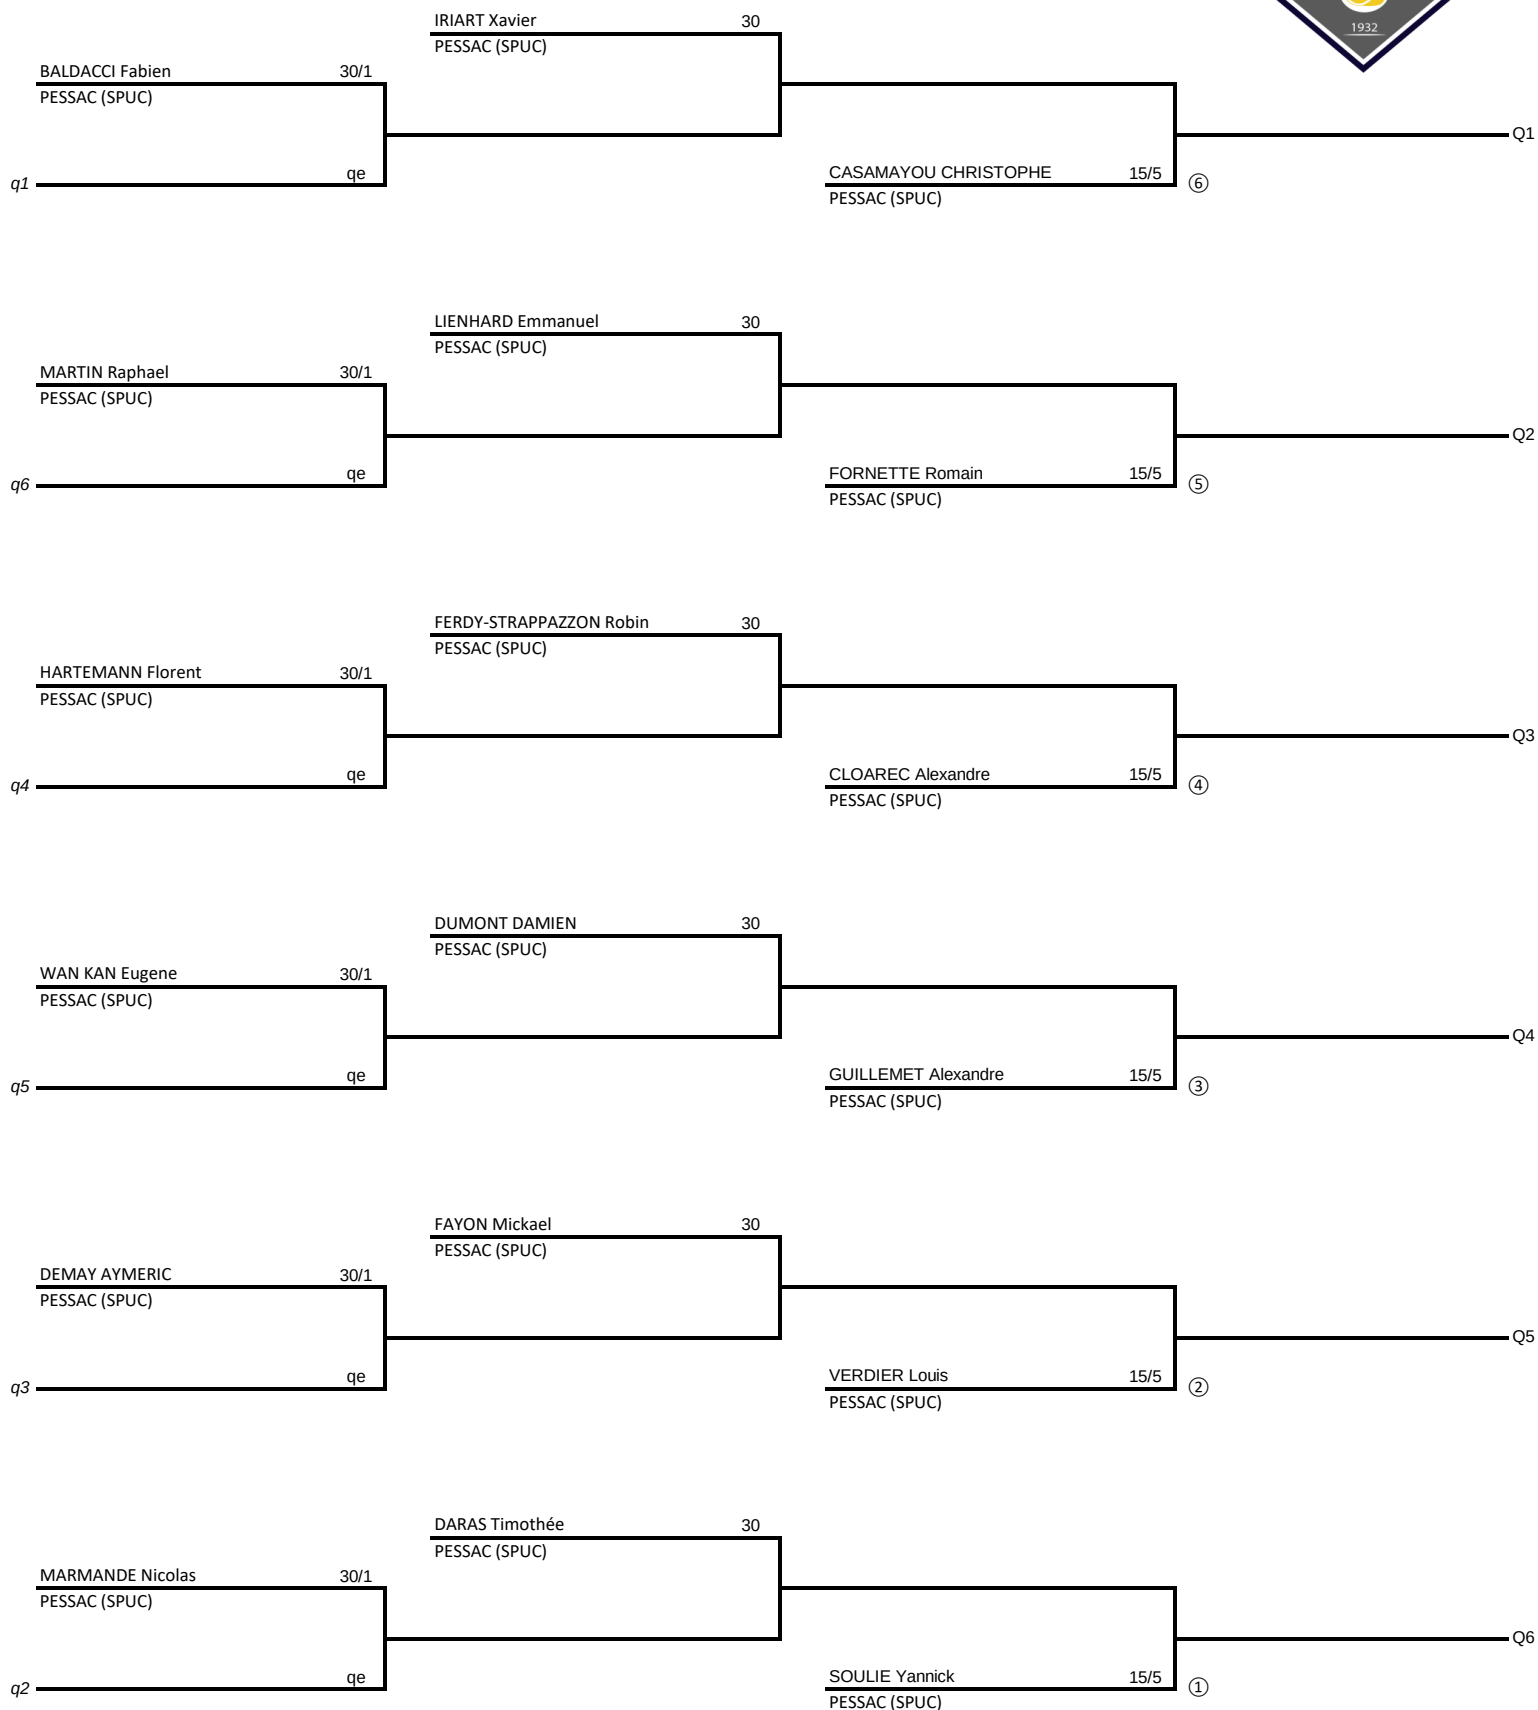 1932
IRIART Xavier 30
PESSAC (SPUC)
BALDACCI Fabien 30/1
PESSAC (SPUC)
Q1
q1 qe
CASAMAYOU CHRISTOPHE 15/5 ⑥
PESSAC (SPUC)
LIENHARD Emmanuel 30
PESSAC (SPUC)
MARTIN Raphael 30/1
PESSAC (SPUC)
Q2
q6 qe
FORNETTE Romain 15/5 ⑤
PESSAC (SPUC)
FERDY-STRAPPAZZON Robin 30
PESSAC (SPUC)
HARTEMANN Florent 30/1
PESSAC (SPUC)
Q3
q4 qe
CLOAREC Alexandre 15/5 ④
PESSAC (SPUC)
DUMONT DAMIEN 30
PESSAC (SPUC)
WAN KAN Eugene 30/1
PESSAC (SPUC)
Q4
q5 qe
GUILLEMET Alexandre 15/5 ③
PESSAC (SPUC)
FAYON Mickael 30
PESSAC (SPUC)
DEMAY AYMERIC 30/1
PESSAC (SPUC)
Q5
q3 qe
VERDIER Louis 15/5 ②
PESSAC (SPUC)
DARAS Timothée 30
PESSAC (SPUC)
MARMANDE Nicolas 30/1
PESSAC (SPUC)
Q6
q2 qe
SOULIE Yannick 15/5 ①
PESSAC (SPUC)